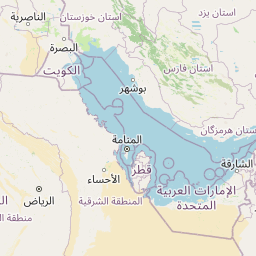 استان یزد
استان خوزستان
الناصرية
البصرة
استان فارس
الكويت
بوشهر
استان هرمزگان
المنامة
الشارقة
قطر
الأحساء
الإمارات العربية
المتحدة
الرياض
المنطقة الشرقية
منطقة